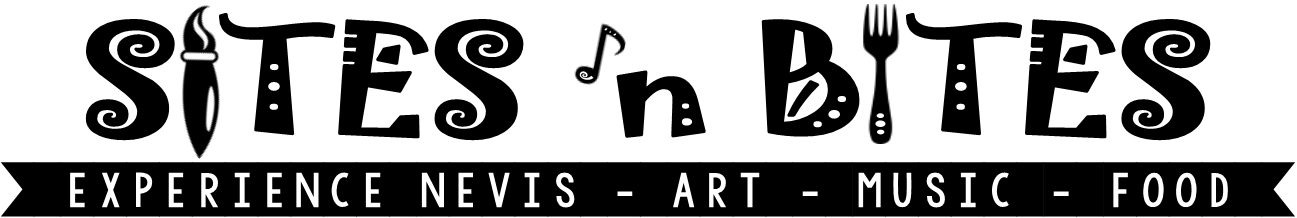 SITES 'n BITES
EXPERIENCE NEVIS - ART - MUSIC - FOOD